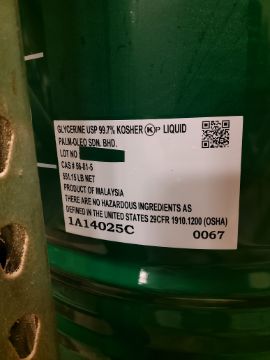 GLYCERINE USP 99.7% KOSHER K P LIQUID
PALM-OLEO SDN. BHD.
LOT NO
CAS # 56-81-5
551.15 LB NET
PRODUCT OF MALAYSIA
THERE ARE NO HAZARDOUS INGREDIENTS AS
DEFINED IN THE UNITED STATES 29CFR 1910.1200 (OSHA)
1A14025C
0067